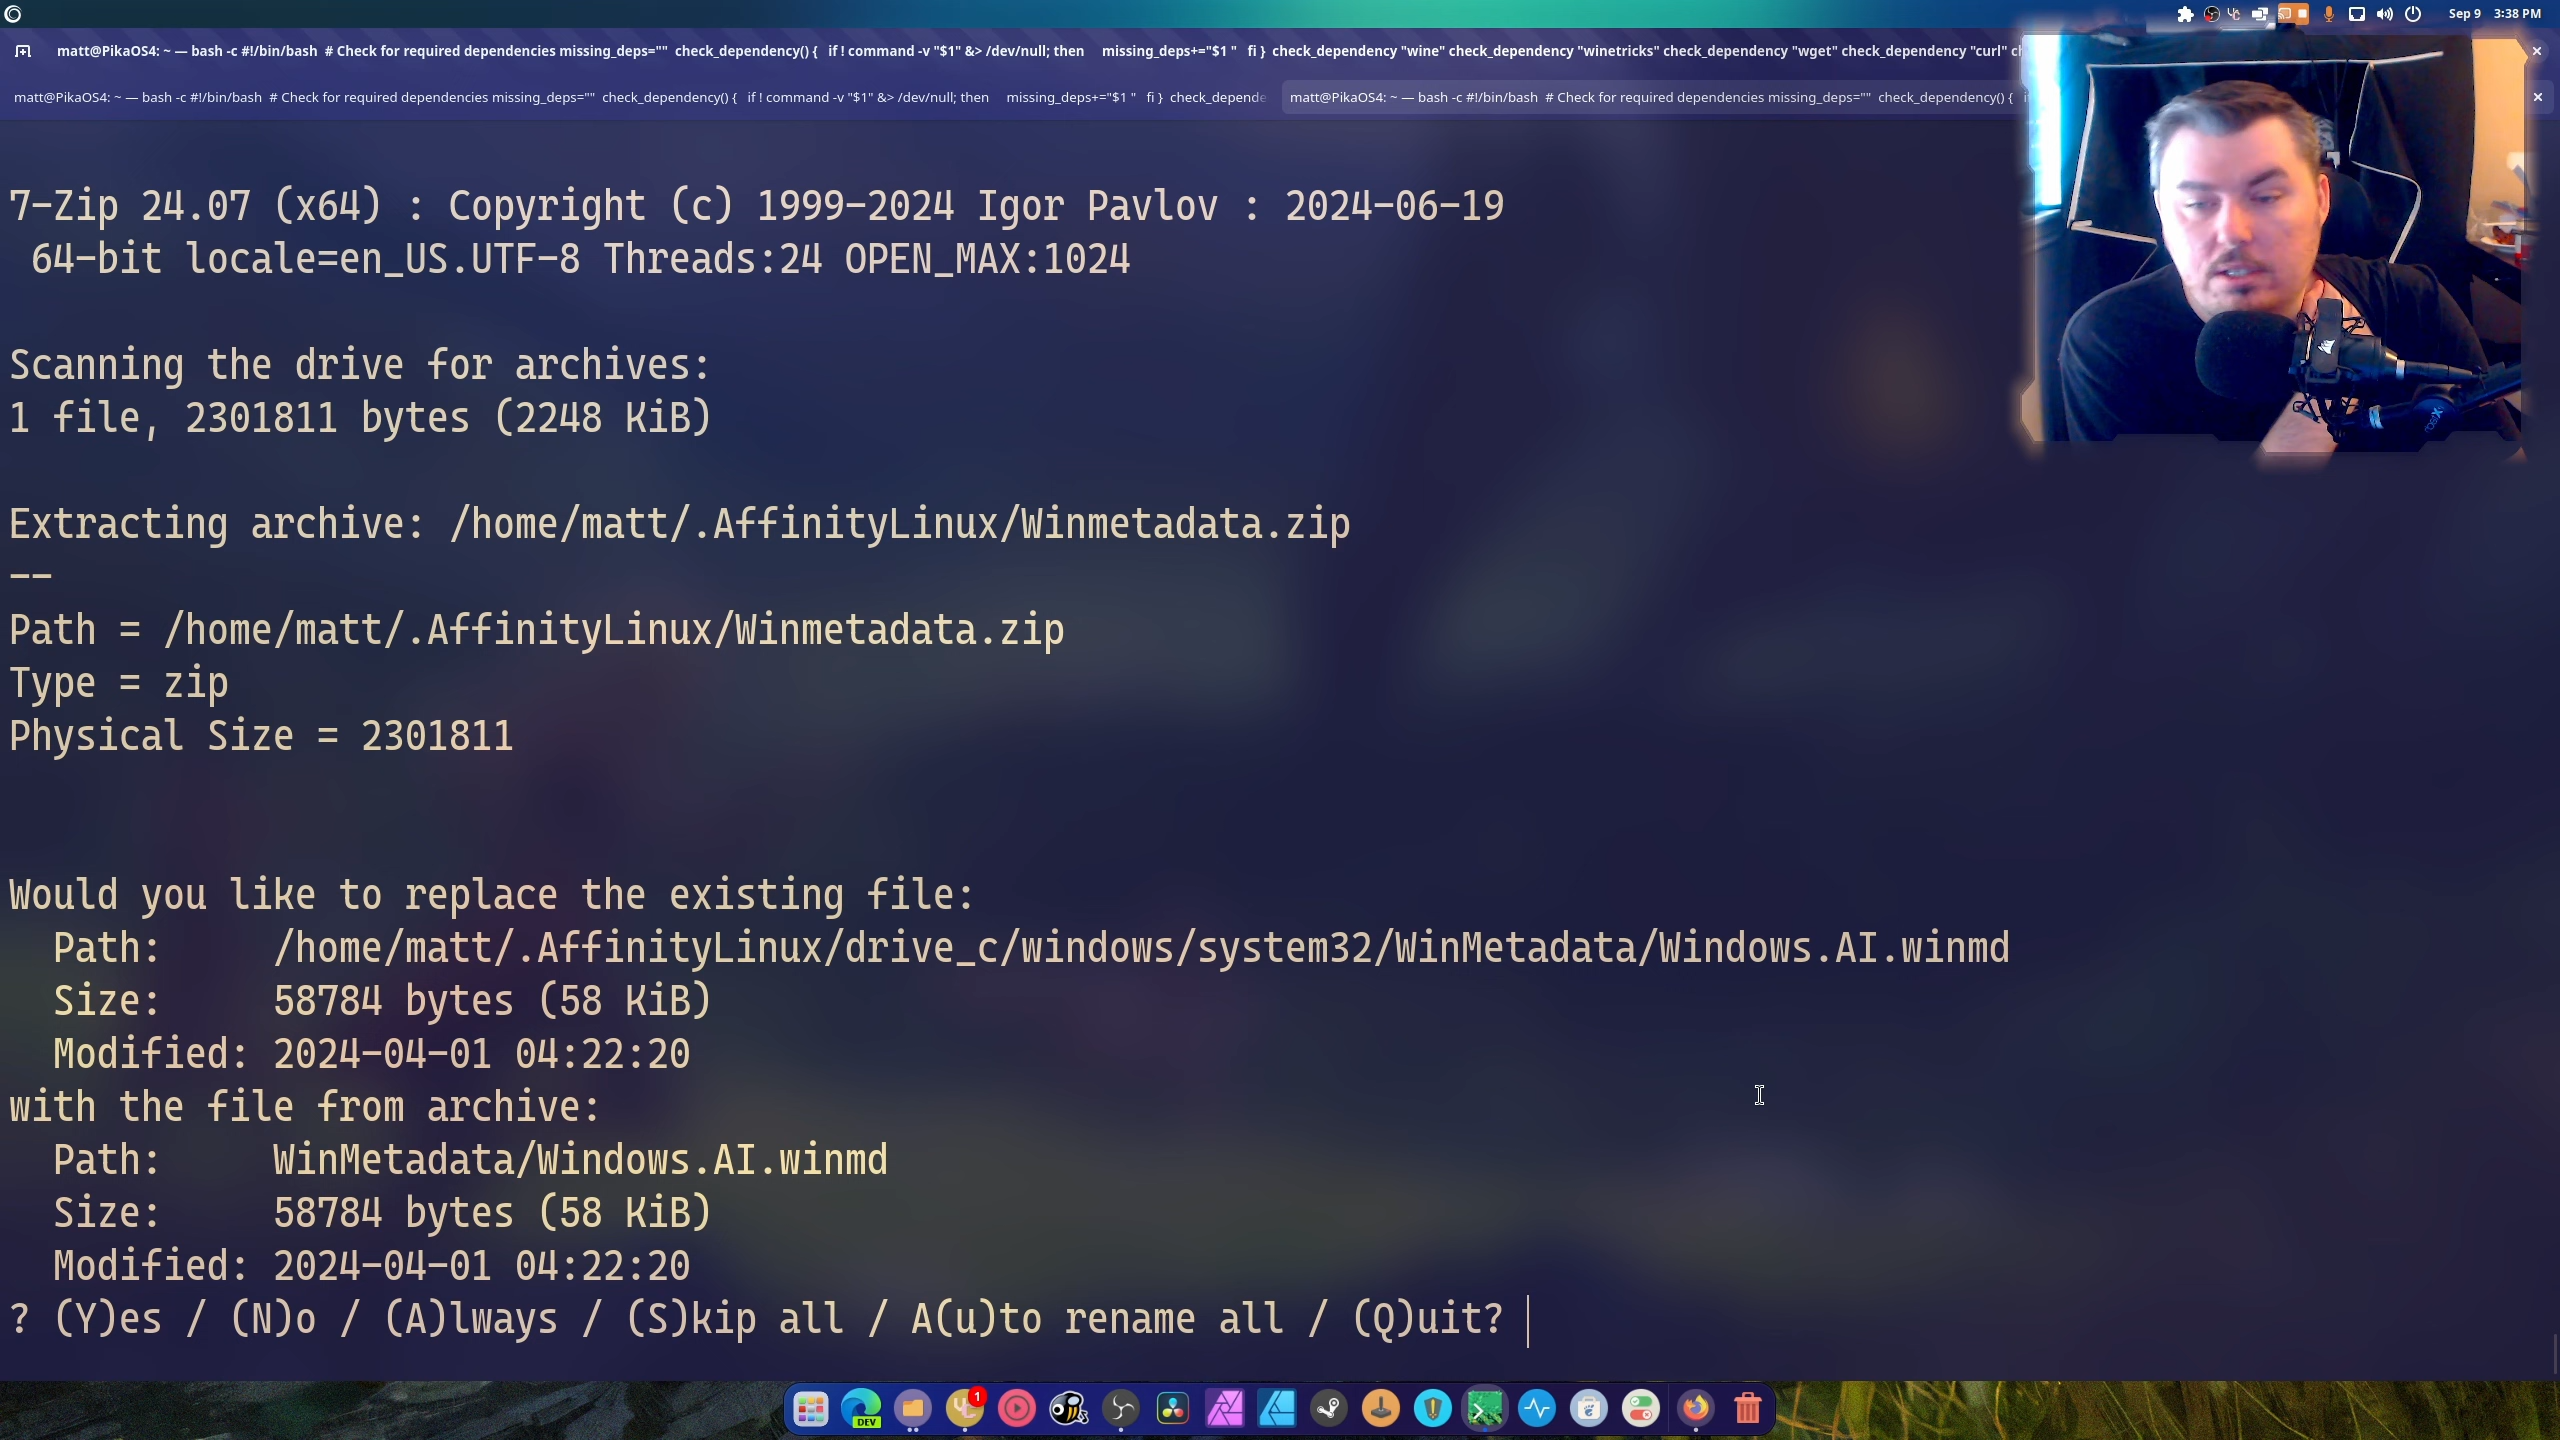 Sep 9 3:38 PM
matt@PikaOS4: ~ — bash -c #!/bin/bash # Check for required dependencies missing_deps="" check_dependency() { if ! command -v "$1" &> /dev/null; then missing_deps+="$1 " fi } check_dependency "wine" check_dependency "winetricks" check_dependency "wget" check_dependency "curl"
matt@PikaOS4: ~ — bash -c #!/bin/bash # Check for required dependencies missing_deps="" check_dependency() { if ! command -v "$1" &> /dev/null; then missing_deps+="$1 " fi } check_depende
matt@PikaOS4: ~ — bash -c #!/bin/bash # Check for required dependencies missing_deps="" check_dependency() {
7-Zip 24.07 (x64) : Copyright (c) 1999-2024 Igor Pavlov : 2024-06-19
64-bit locale=en_US.UTF-8 Threads:24 OPEN_MAX:1024
Scanning the drive for archives:
1 file, 2301811 bytes (2248 KiB)
Extracting archive: /home/matt/.AffinityLinux/Winmetadata.zip
--
Path = /home/matt/.AffinityLinux/Winmetadata.zip
Type = zip
Physical Size = 2301811
Would you like to replace the existing file:
Path: /home/matt/.AffinityLinux/drive_c/windows/system32/WinMetadata/Windows.AI.winmd
Size: 58784 bytes (58 KiB)
Modified: 2024-04-01 04:22:20
with the file from archive:
Path: WinMetadata/Windows.AI.winmd
Size: 58784 bytes (58 KiB)
Modified: 2024-04-01 04:22:20
? (Y)es / (N)o / (A)lways / (S)kip all / A(u)to rename all / (Q)uit?
DEV
1